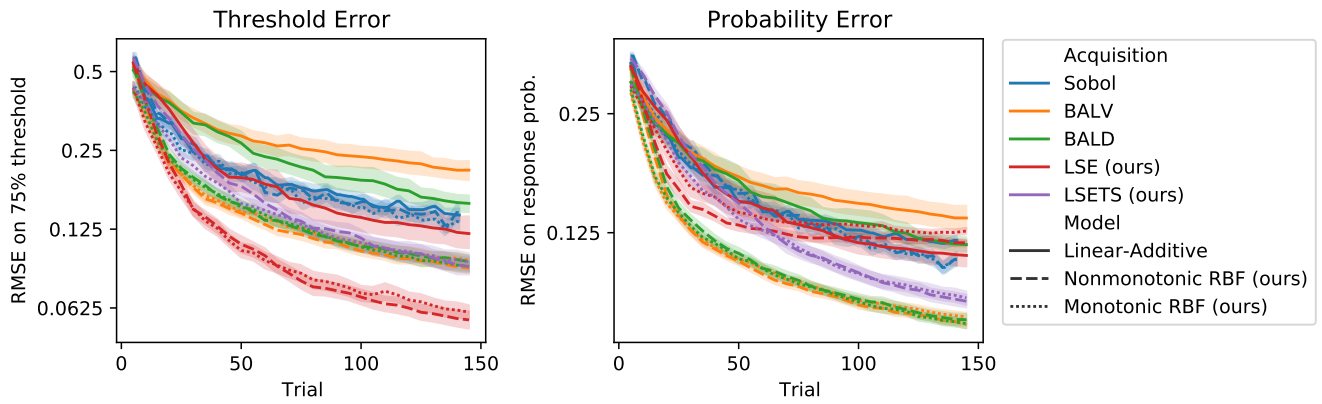 Threshold Error
RMSE on 75% threshold
0.5
0.25
0.125
0.0625
0
50
100
150
Trial
Probability Error
RMSE on response prob.
0.25
0.125
0
50
100
150
Trial
Acquisition
Sobol
BALV
BALD
LSE (ours)
LSETS (ours)
Model
Linear-Additive
Nonmonotonic RBF (ours)
Monotonic RBF (ours)